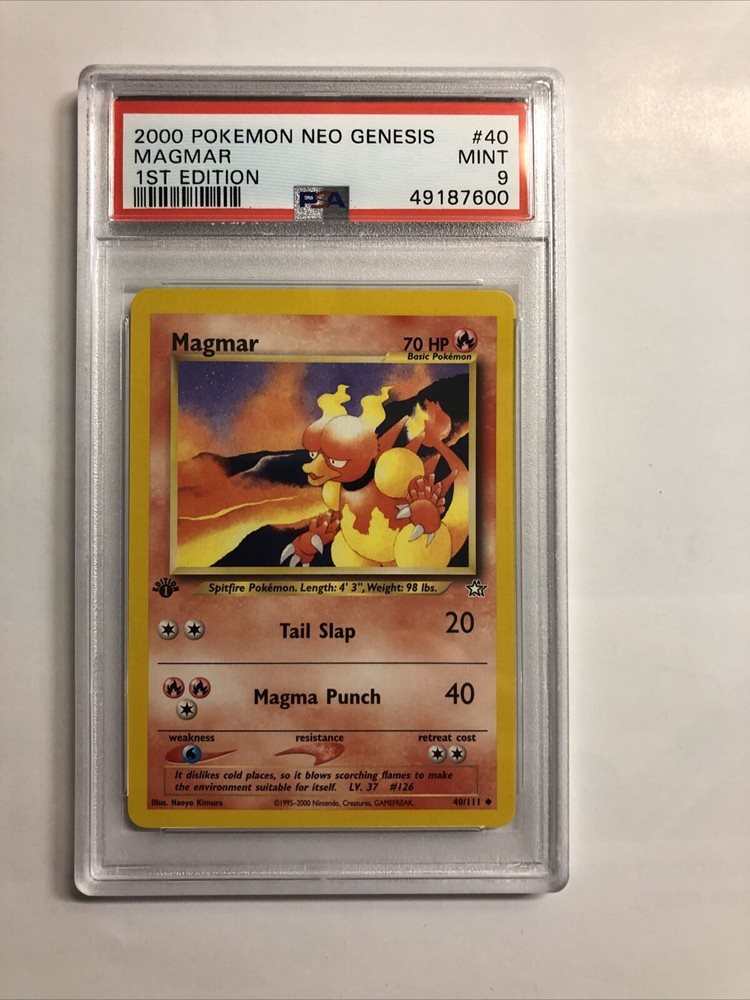 2000 POKEMON NEO GENESIS #40
MAGMAR MINT
1ST EDITION 9
PSA 49187600
Magmar 70 HP
Basic Pokémon
EDITION 1
Spitfire Pokémon. Length: 4' 3", Weight: 98 lbs.
Tail Slap 20
Magma Punch 40
weakness resistance retreat cost
It dislikes cold places, so it blows scorching flames to make
the environment suitable for itself. LV. 37 #126
Illus. Naoyo Kimura ©1995-2000 Nintendo, Creatures, GAMEFREAK. 40/111